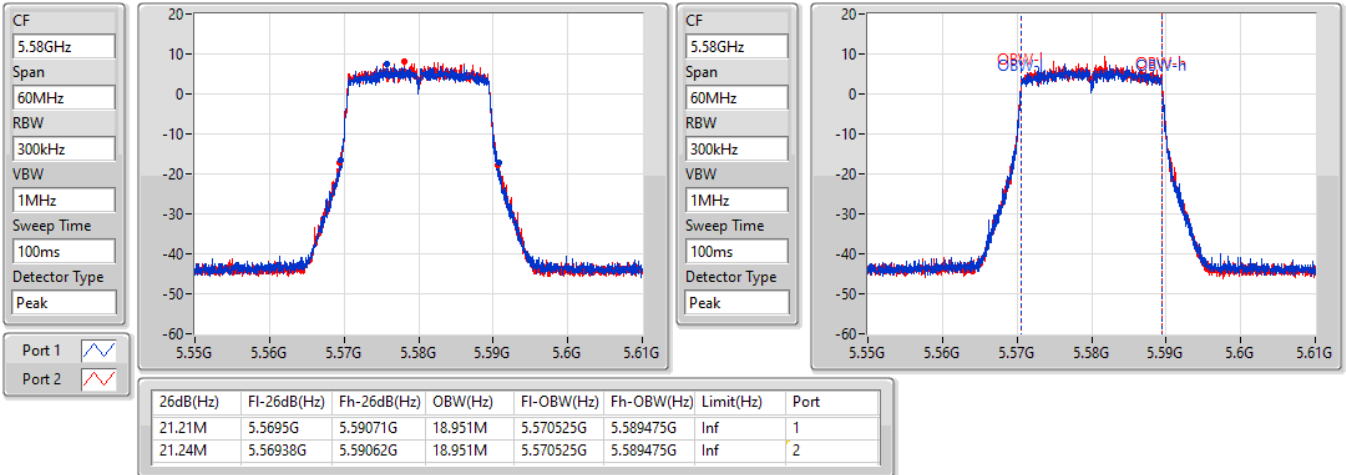 CF
5.58GHz
Span
60MHz
RBW
300kHz
VBW
1MHz
Sweep Time
100ms
Detector Type
Peak
Port 1
Port 2
20
10
0
-10
-20
-30
-40
-50
-60
5.55G 5.56G 5.57G 5.58G 5.59G 5.6G 5.61G
CF
5.58GHz
Span
60MHz
RBW
300kHz
VBW
1MHz
Sweep Time
100ms
Detector Type
Peak
20
10
0
-10
-20
-30
-40
-50
-60
OBW-l
OBW-h
5.55G 5.56G 5.57G 5.58G 5.59G 5.6G 5.61G
26dB(Hz) Fl-26dB(Hz) Fh-26dB(Hz) OBW(Hz) Fl-OBW(Hz) Fh-OBW(Hz) Limit(Hz) Port
21.21M 5.5695G 5.59071G 18.951M 5.570525G 5.589475G Inf 1
21.24M 5.56938G 5.59062G 18.951M 5.570525G 5.589475G Inf 2